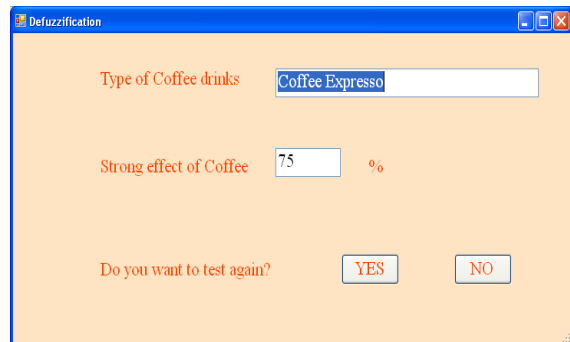 Defuzzification
Type of Coffee drinks Coffee Expresso
Strong effect of Coffee 75 %
Do you want to test again? YES NO